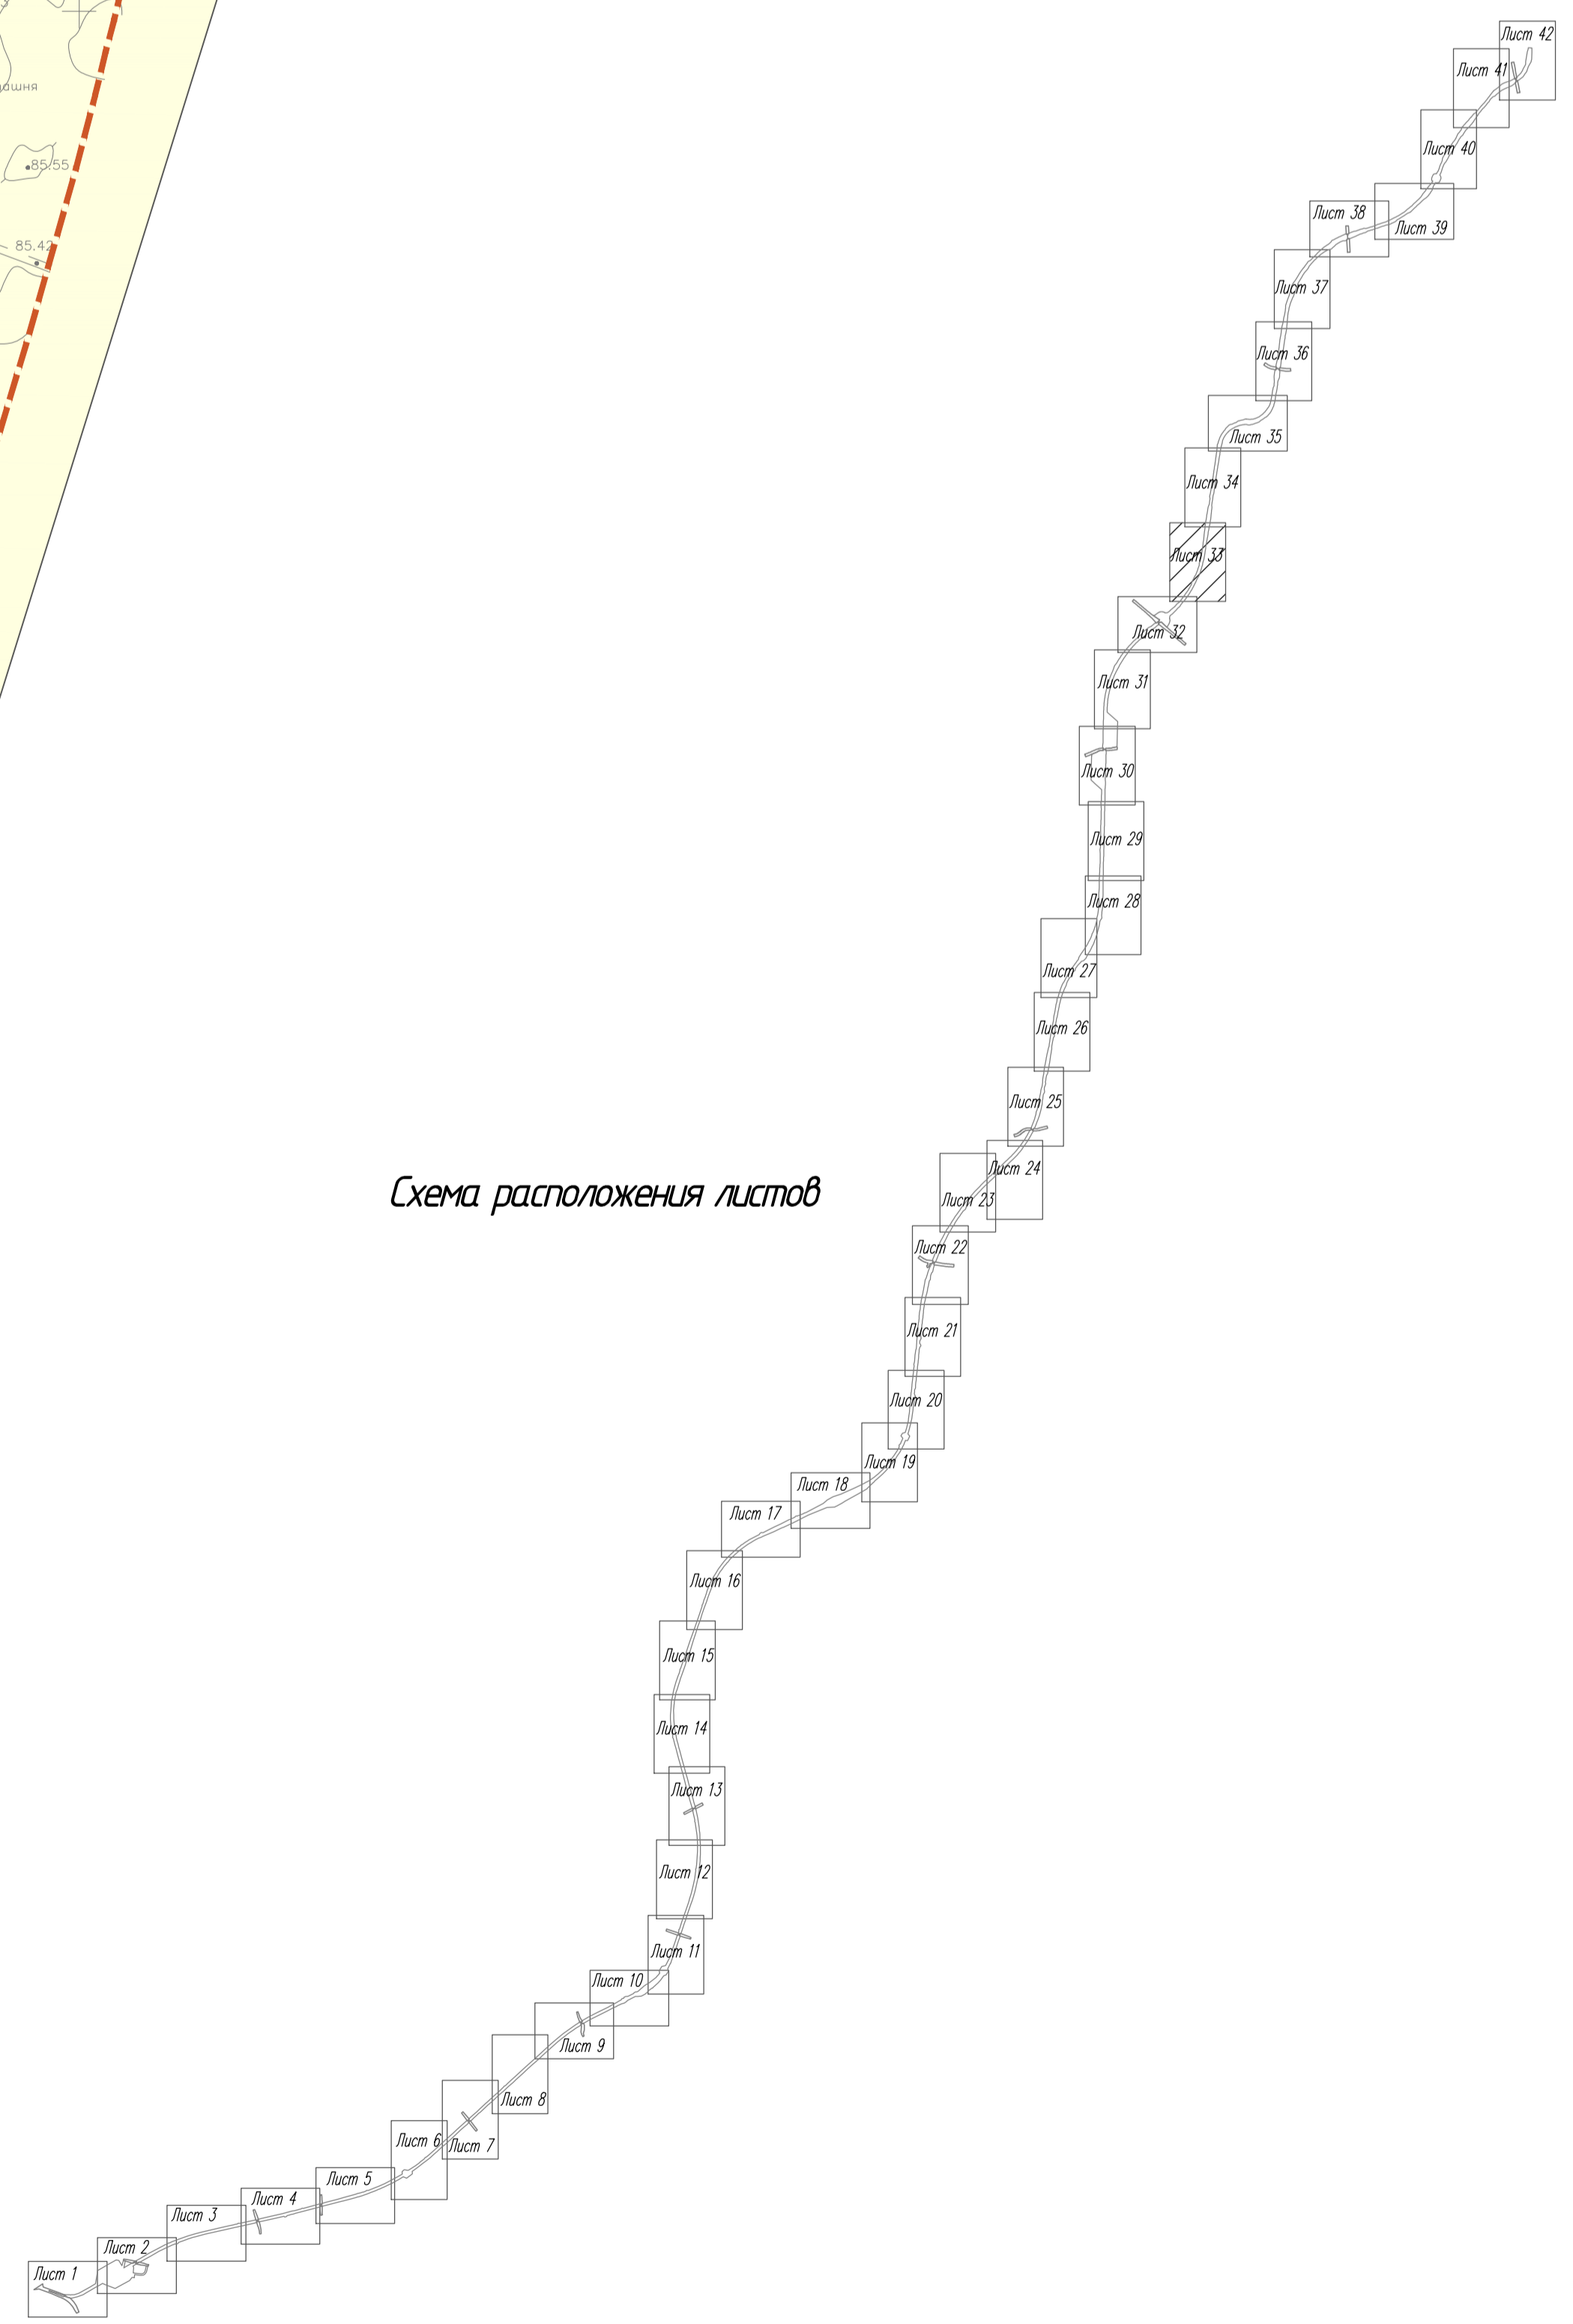 85.55
85.42
Схема расположения листов
Лист 42
Лист 41
Лист 40
Лист 39
Лист 38
Лист 37
Лист 36
Лист 35
Лист 34
Лист 33
Лист 32
Лист 31
Лист 30
Лист 29
Лист 28
Лист 27
Лист 26
Лист 25
Лист 24
Лист 23
Лист 22
Лист 21
Лист 20
Лист 19
Лист 18
Лист 17
Лист 16
Лист 15
Лист 14
Лист 13
Лист 12
Лист 11
Лист 10
Лист 9
Лист 8
Лист 7
Лист 6
Лист 5
Лист 4
Лист 3
Лист 2
Лист 1